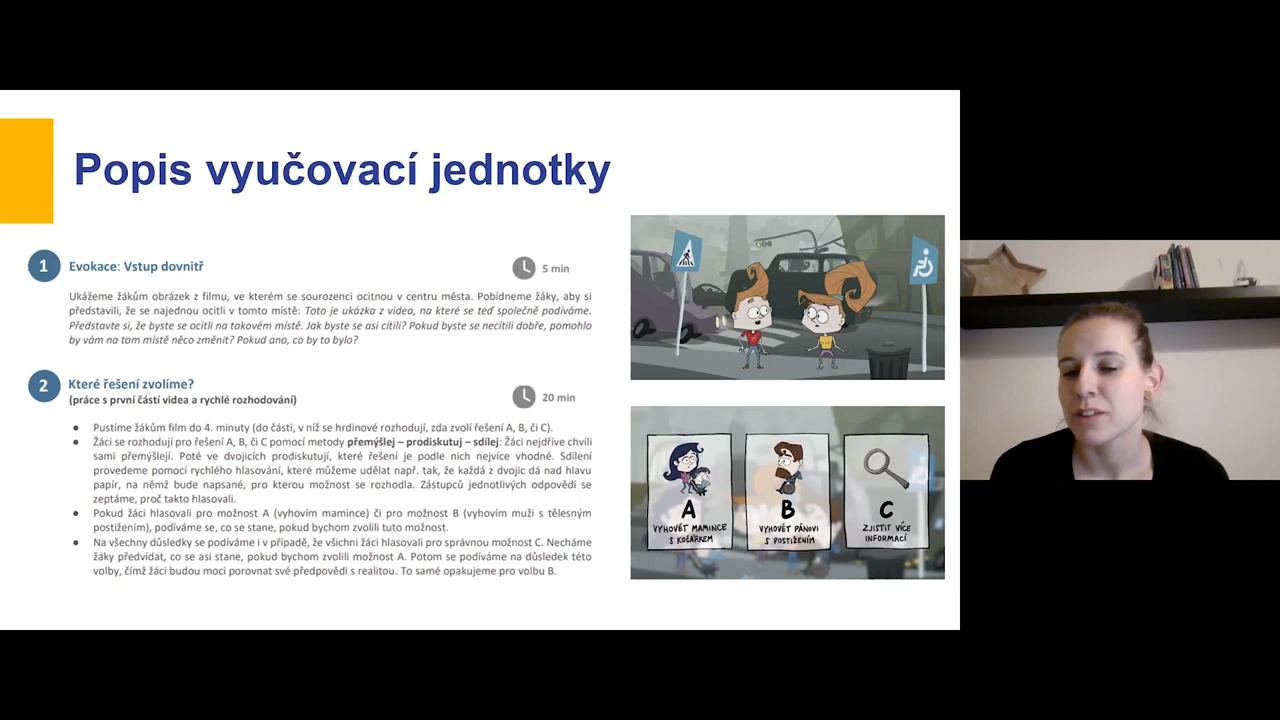 Popis vyučovací jednotky
1 Evokace: Vstup dovnitř 5 min
Ukážeme žákům obrázek z filmu, ve kterém se sourozenci ocitnou v centru města. Pobídneme žáky, aby si
představili, že se najednou ocitli v tomto místě: Toto je ukázka z videa, na které se teď společně podíváme.
Představte si, že byste se ocitli na takovém místě. Jak byste se asi cítili? Pokud byste se necítili dobře, pomohlo
by vám na tom místě něco změnit? Pokud ano, co by to bylo?
2 Které řešení zvolíme? 20 min
(práce s první částí videa a rychlé rozhodování)
● Pustíme žákům film do 4. minuty (do části, v níž se hrdinové rozhodují, zda zvolí řešení A, B, či C).
● Žáci se rozhodují pro řešení A, B, či C pomocí metody přemýšlej – prodiskutuj – sdílej: Žáci nejdříve chvíli
sami přemýšlejí. Poté ve dvojicích prodiskutují, které řešení je podle nich nejvíce vhodné. Sdílení
provedeme pomocí rychlého hlasování, které můžeme udělat např. tak, že každá z dvojic dá nad hlavu
papír, na němž bude napsané, pro kterou možnost se rozhodla. Zástupců jednotlivých odpovědí se
zeptáme, proč takto hlasovali.
● Pokud žáci hlasovali pro možnost A (vyhovím mamince) či pro možnost B (vyhovím muži s tělesným
postižením), podíváme se, co se stane, pokud bychom zvolili tuto možnost.
● Na všechny důsledky se podíváme i v případě, že všichni žáci hlasovali pro správnou možnost C. Necháme
žáky předvídat, co se asi stane, pokud bychom zvolili možnost A. Potom se podíváme na důsledek této
volby, čímž žáci budou moci porovnat své předpovědi s realitou. To samé opakujeme pro volbu B.
A
VYHOVĚT MAMINCE
S KOČÁRKEM
B
VYHOVĚT PÁNOVI
S POSTIŽENÍM
C
ZJISTIT VÍCE
INFORMACÍ